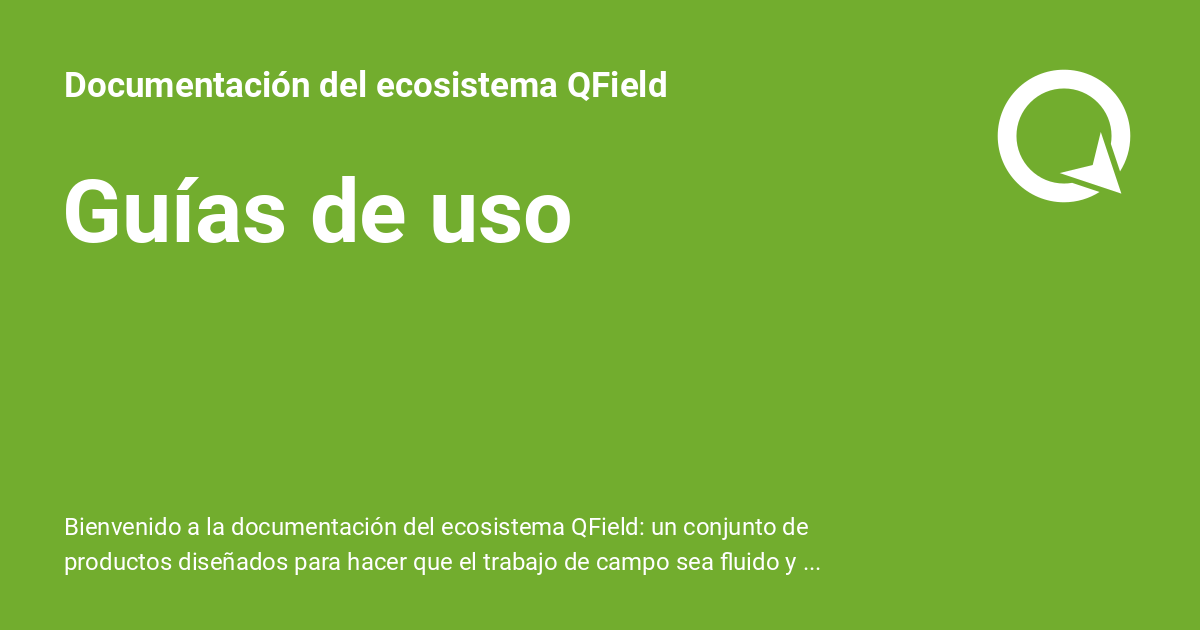 Documentación del ecosistema QField
Guías de uso
Bienvenido a la documentación del ecosistema QField: un conjunto de
productos diseñados para hacer que el trabajo de campo sea fluido y ...